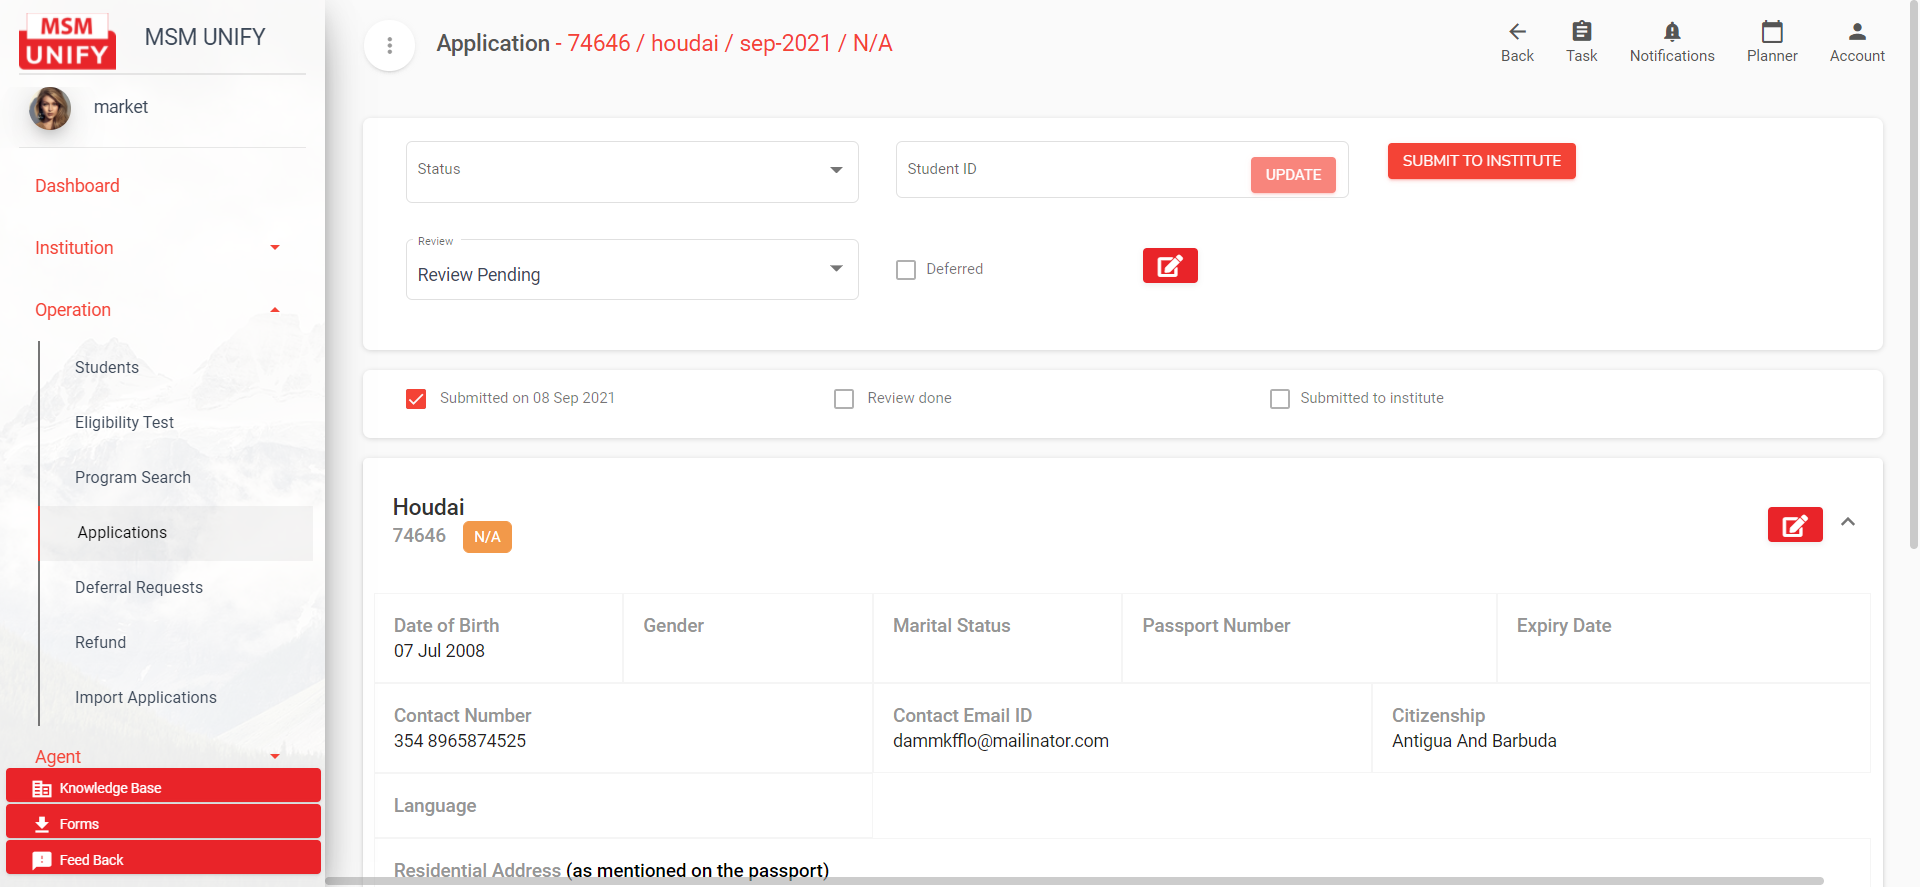 MSM
UNIFY
MSM UNIFY
market
Dashboard
Institution
Operation
Students
Eligibility Test
Program Search
Applications
Deferral Requests
Refund
Import Applications
Agent
Knowledge Base
Forms
Feed Back
Application - 74646 / houdai / sep-2021 / N/A
Back
Task
Notifications
Planner
Account
Status
Student ID
UPDATE
SUBMIT TO INSTITUTE
Review
Review Pending
Deferred
Submitted on 08 Sep 2021
Review done
Submitted to institute
Houdai
74646 N/A
Date of Birth
07 Jul 2008
Gender
Marital Status
Passport Number
Expiry Date
Contact Number
354 8965874525
Contact Email ID
dammkfflo@mailinator.com
Citizenship
Antigua And Barbuda
Language
Residential Address (as mentioned on the passport)